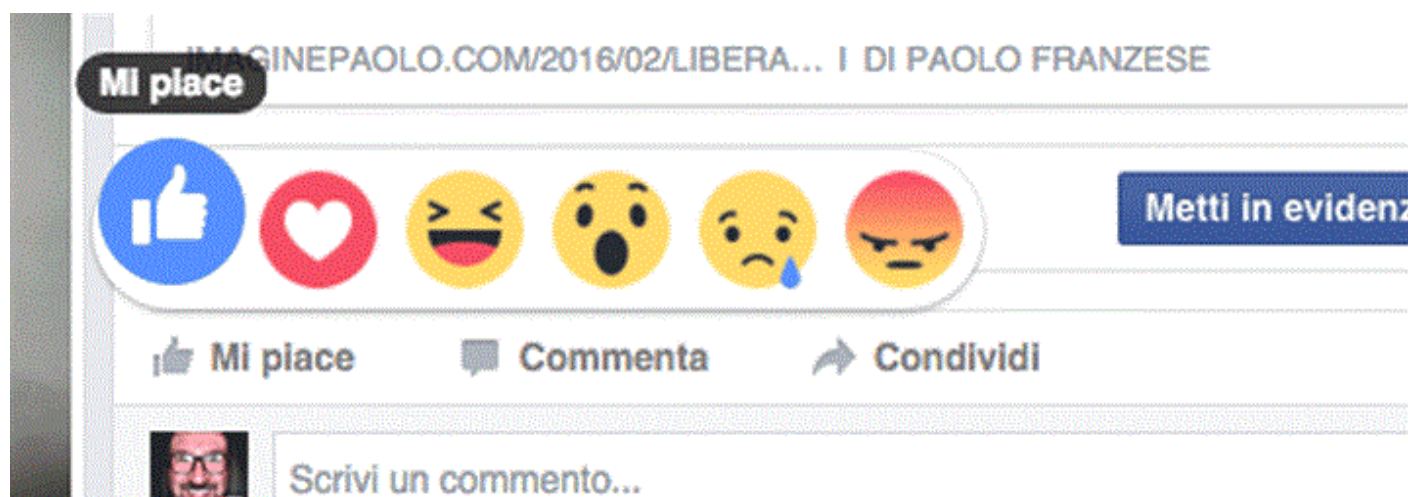 IMAGINEPAOLO.COM/2016/02/LIBERA... I DI PAOLO FRANZESE
Mi piace
Metti in evidenz
Mi piace Commenta Condividi
Scrivi un commento...